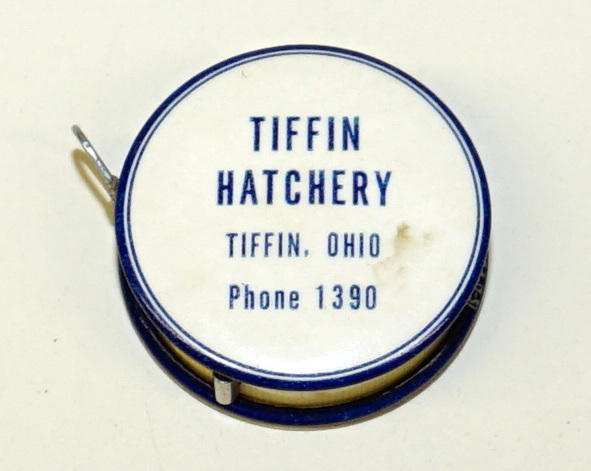 TIFFIN
HATCHERY
TIFFIN, OHIO
Phone 1390